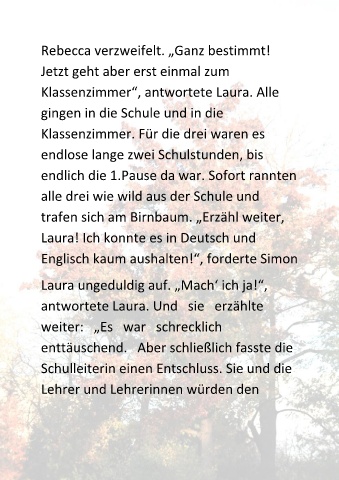 Rebecca verzweifelt. „Ganz bestimmt!
Jetzt geht aber erst einmal zum
Klassenzimmer“, antwortete Laura. Alle
gingen in die Schule und in die
Klassenzimmer. Für die drei waren es
endlose lange zwei Schulstunden, bis
endlich die 1.Pause da war. Sofort rannten
alle drei wie wild aus der Schule und
trafen sich am Birnbaum. „Erzähl weiter,
Laura! Ich konnte es in Deutsch und
Englisch kaum aushalten!“, forderte Simon
Laura ungeduldig auf. „Mach‘ ich ja!“,
antwortete Laura. Und sie erzählte
weiter: „Es war schrecklich
enttäuschend. Aber schließlich fasste die
Schulleiterin einen Entschluss. Sie und die
Lehrer und Lehrerinnen würden den